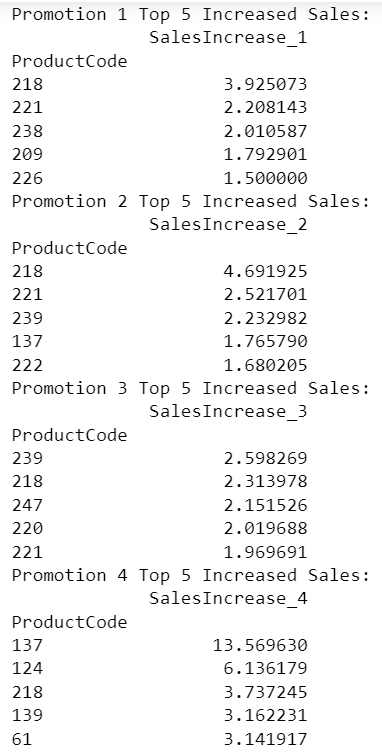 Promotion 1 Top 5 Increased Sales:
SalesIncrease_1
ProductCode
218 3.925073
221 2.208143
238 2.010587
209 1.792901
226 1.500000
Promotion 2 Top 5 Increased Sales:
SalesIncrease_2
ProductCode
218 4.691925
221 2.521701
239 2.232982
137 1.765790
222 1.680205
Promotion 3 Top 5 Increased Sales:
SalesIncrease_3
ProductCode
239 2.598269
218 2.313978
247 2.151526
220 2.019688
221 1.969691
Promotion 4 Top 5 Increased Sales:
SalesIncrease_4
ProductCode
137 13.569630
124 6.136179
218 3.737245
139 3.162231
61 3.141917